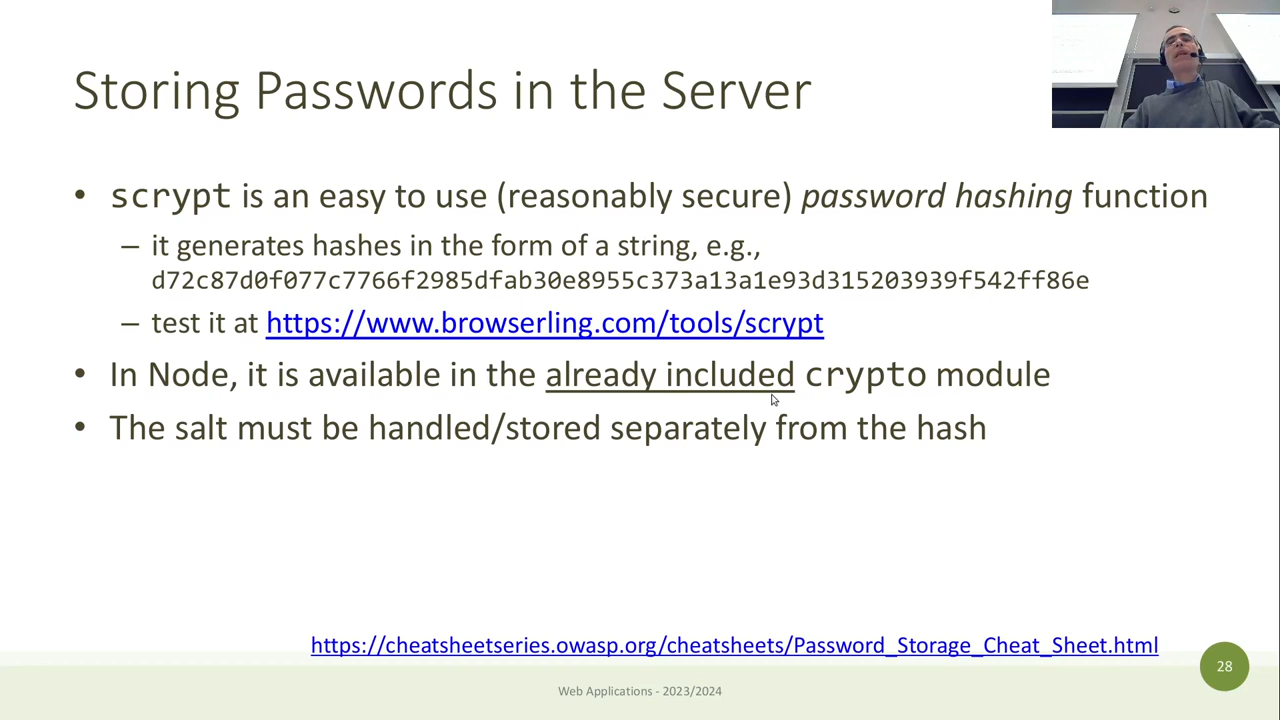 Storing Passwords in the Server
• scrypt is an easy to use (reasonably secure) password hashing function
– it generates hashes in the form of a string, e.g.,
d72c87d0f077c7766f2985dfab30e8955c373a13a1e93d315203939f542ff86e
– test it at https://www.browserling.com/tools/scrypt
• In Node, it is available in the already included crypto module
• The salt must be handled/stored separately from the hash
https://cheatsheetseries.owasp.org/cheatsheets/Password_Storage_Cheat_Sheet.html
28
Web Applications - 2023/2024